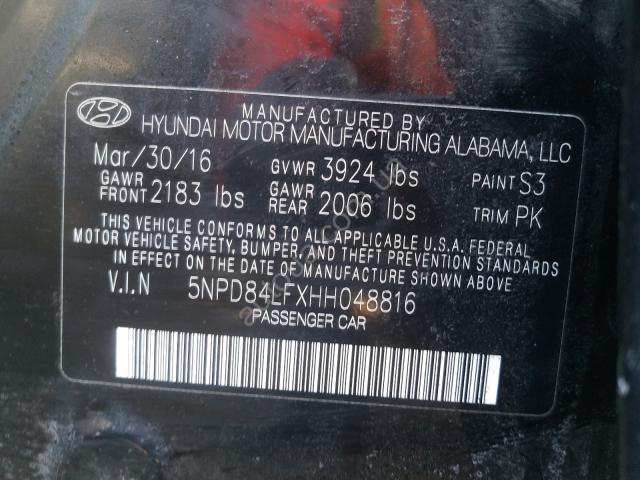 MANUFACTURED BY
HYUNDAI MOTOR MANUFACTURING ALABAMA, LLC
Mar/30/16 GVWR 3924 lbs PAINT S3
GAWR FRONT 2183 lbs GAWR REAR 2006 lbs TRIM PK
THIS VEHICLE CONFORMS TO ALL APPLICABLE U.S.A. FEDERAL
MOTOR VEHICLE SAFETY, BUMPER, AND THEFT PREVENTION STANDARDS
IN EFFECT ON THE DATE OF MANUFACTURE SHOWN ABOVE.
V.I.N 5NPD84LFXHH048816
PASSENGER CAR